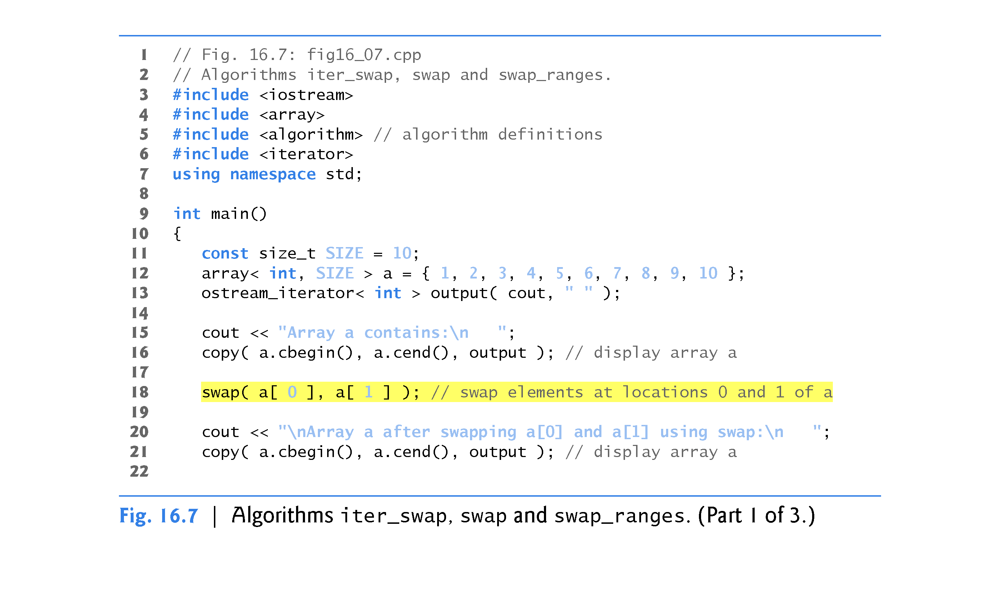 1 // Fig. 16.7: fig16_07.cpp
2 // Algorithms iter_swap, swap and swap_ranges.
3 #include <iostream>
4 #include <array>
5 #include <algorithm> // algorithm definitions
6 #include <iterator>
7 using namespace std;
8
9 int main()
10 {
11    const size_t SIZE = 10;
12    array< int, SIZE > a = { 1, 2, 3, 4, 5, 6, 7, 8, 9, 10 };
13    ostream_iterator< int > output( cout, " " );
14
15    cout << "Array a contains:\n   ";
16    copy( a.cbegin(), a.cend(), output ); // display array a
17
18    swap( a[ 0 ], a[ 1 ] ); // swap elements at locations 0 and 1 of a
19
20    cout << "\nArray a after swapping a[0] and a[1] using swap:\n   ";
21    copy( a.cbegin(), a.cend(), output ); // display array a
22
Fig. 16.7 | Algorithms iter_swap, swap and swap_ranges. (Part 1 of 3.)